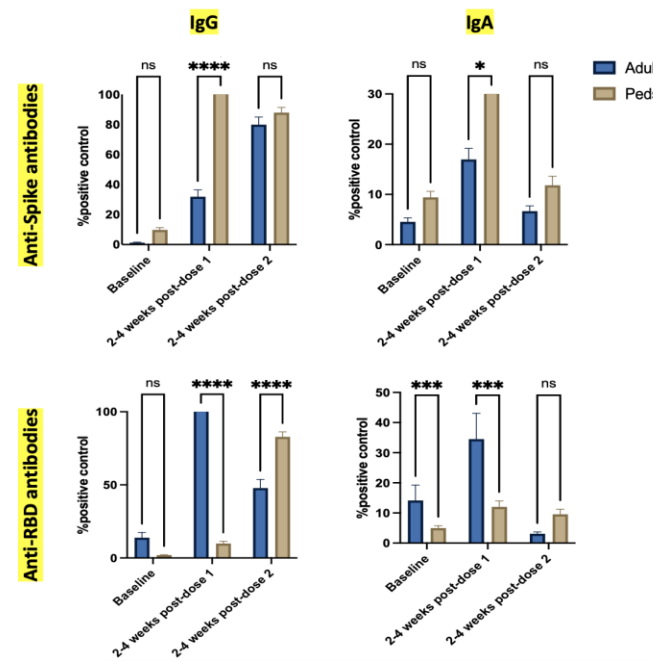 IgG
IgA
Anti-Spike antibodies
ns
****
ns
%positive control
100
80
60
40
20
0
Baseline
2-4 weeks post-dose 1
2-4 weeks post-dose 2
ns
*
ns
%positive control
30
20
10
0
Baseline
2-4 weeks post-dose 1
2-4 weeks post-dose 2
Adul
Peds
Anti-RBD antibodies
ns
****
****
%positive control
100
50
0
Baseline
2-4 weeks post-dose 1
2-4 weeks post-dose 2
***
***
ns
%positive control
50
40
30
20
10
0
Baseline
2-4 weeks post-dose 1
2-4 weeks post-dose 2